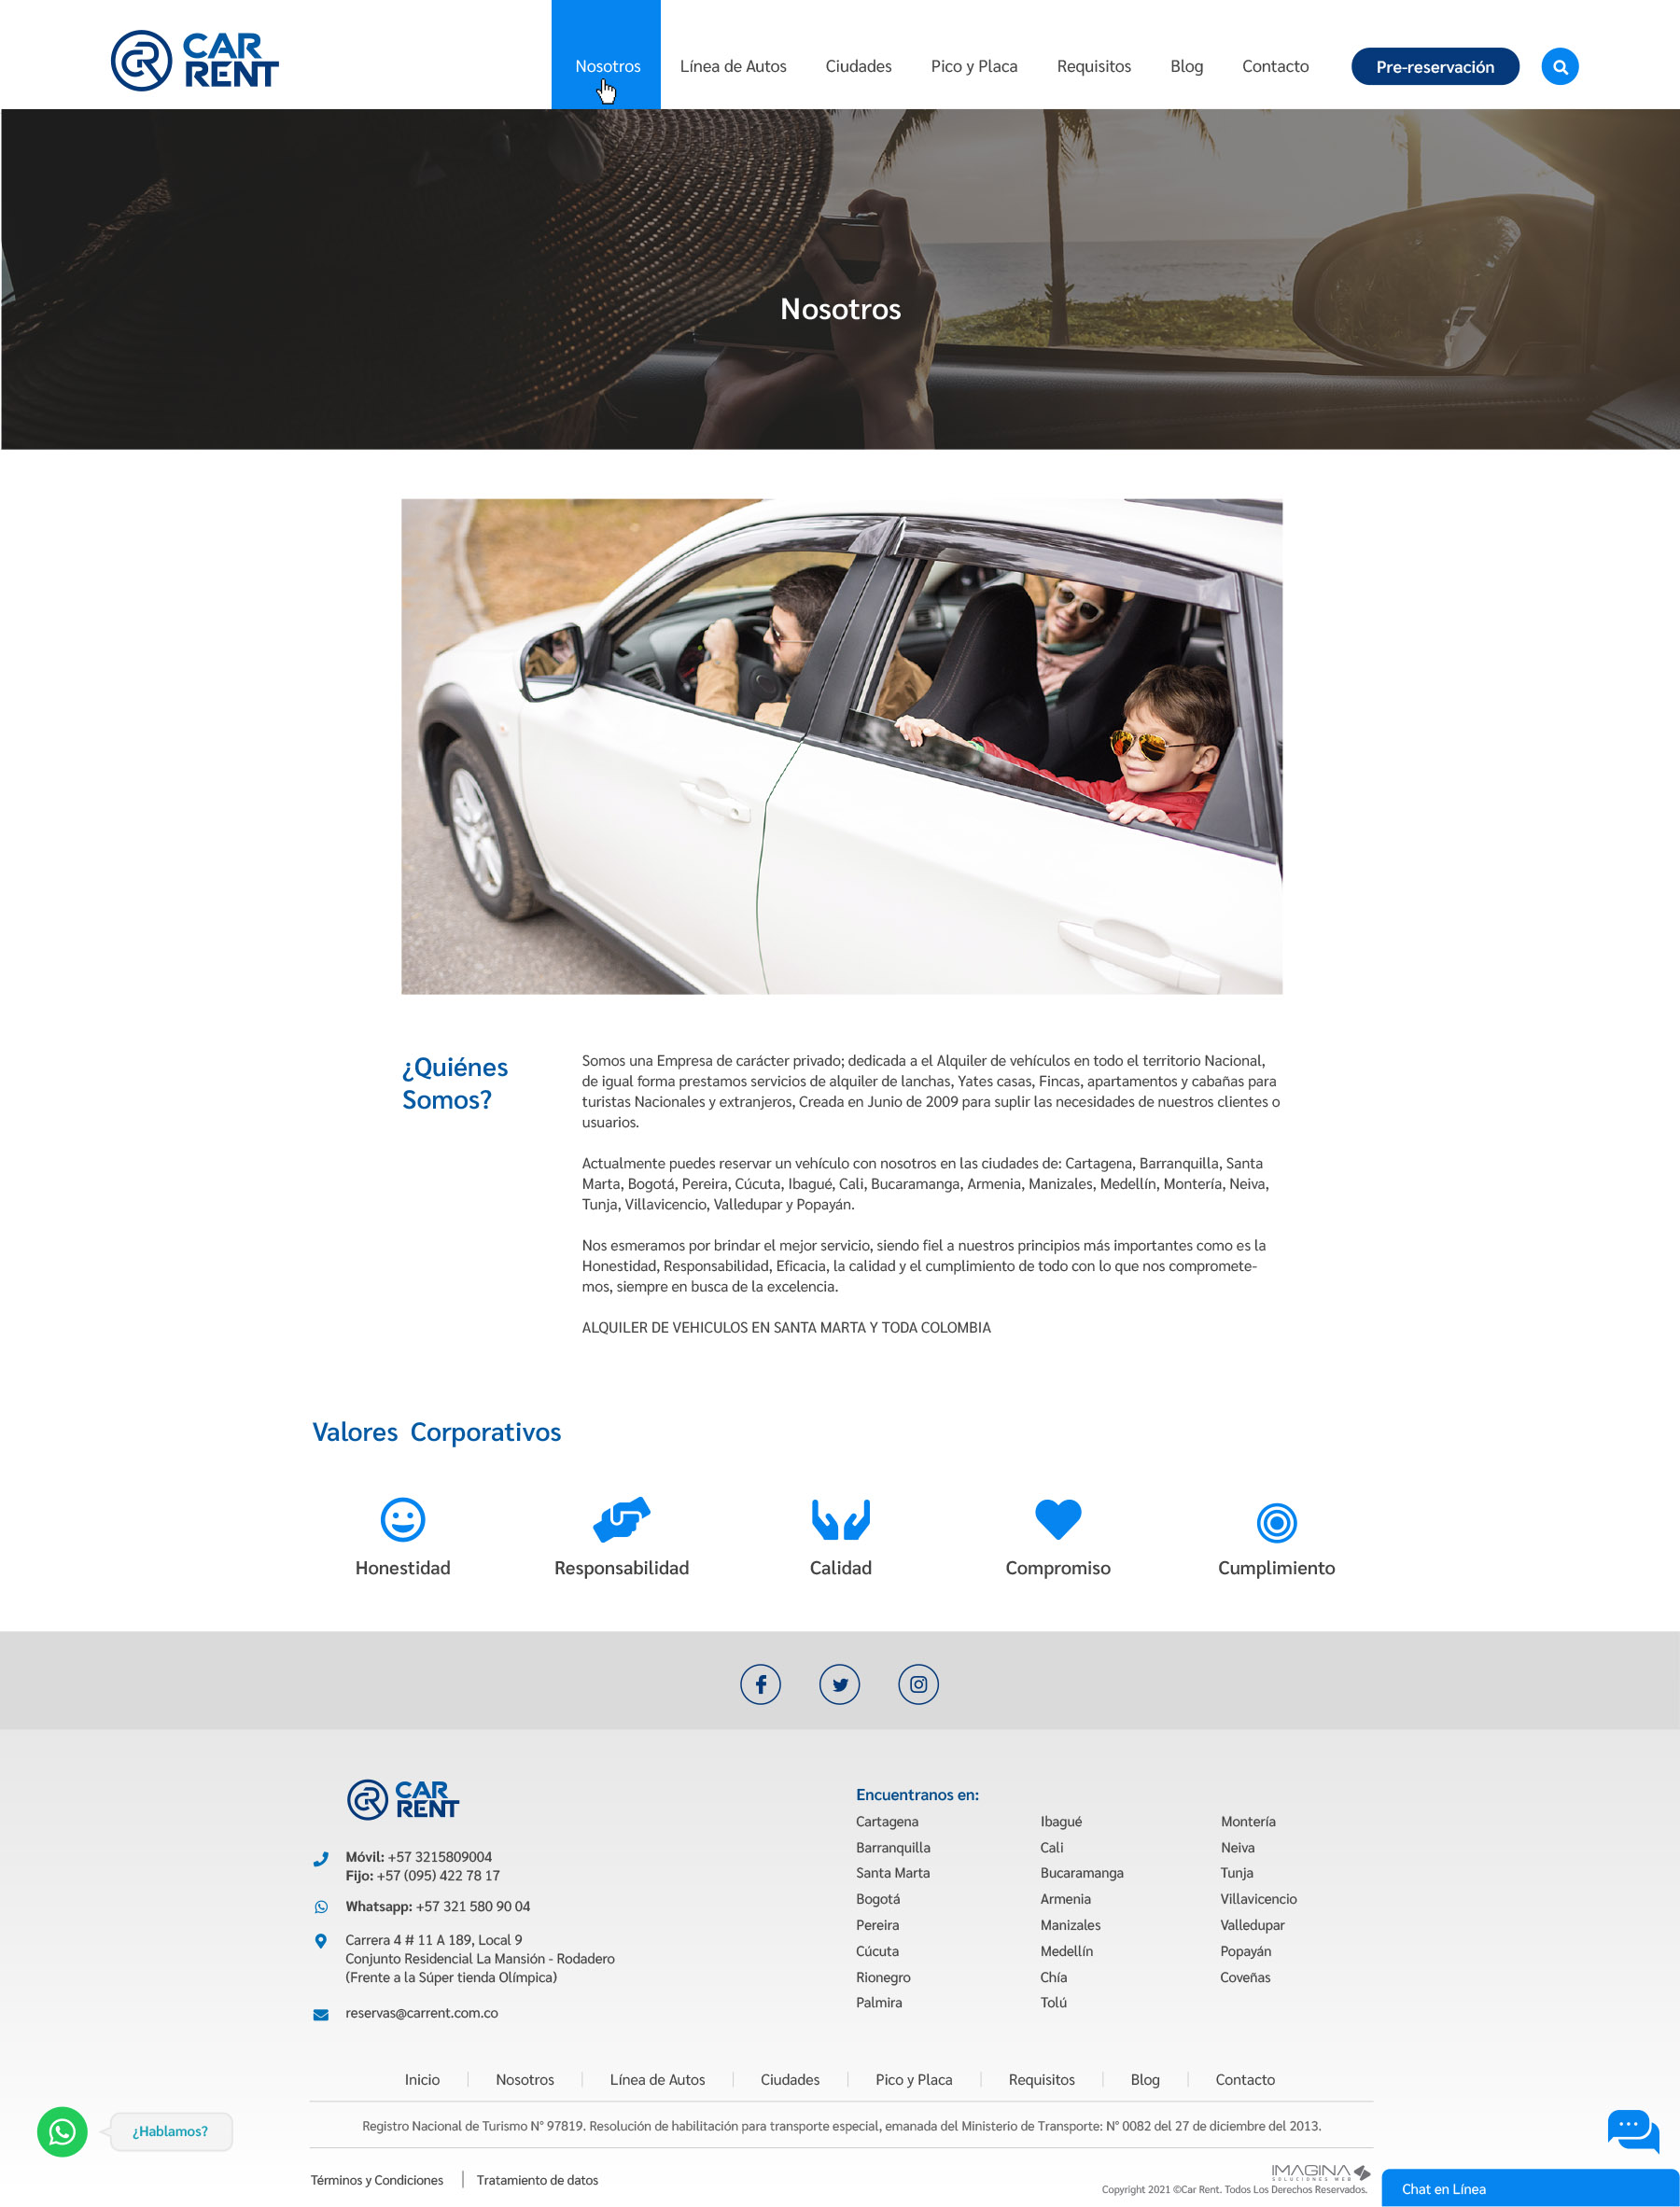 CAR
RENT
Nosotros
Línea de Autos
Ciudades
Pico y Placa
Requisitos
Blog
Contacto
Pre-reservación
Nosotros
¿Quiénes
Somos?
Somos una Empresa de carácter privado; dedicada a el Alquiler de vehículos en todo el territorio Nacional,
de igual forma prestamos servicios de alquiler de lanchas, Yates casas, Fincas, apartamentos y cabañas para
turistas Nacionales y extranjeros, Creada en Junio de 2009 para suplir las necesidades de nuestros clientes o
usuarios.
Actualmente puedes reservar un vehículo con nosotros en las ciudades de: Cartagena, Barranquilla, Santa
Marta, Bogotá, Pereira, Cúcuta, Ibagué, Cali, Bucaramanga, Armenia, Manizales, Medellín, Montería, Neiva,
Tunja, Villavicencio, Valledupar y Popayán.
Nos esmeramos por brindar el mejor servicio, siendo fiel a nuestros principios más importantes como es la
Honestidad, Responsabilidad, Eficacia, la calidad y el cumplimiento de todo con lo que nos compromete-
mos, siempre en busca de la excelencia.
ALQUILER DE VEHICULOS EN SANTA MARTA Y TODA COLOMBIA
Valores Corporativos
Honestidad
Responsabilidad
Calidad
Compromiso
Cumplimiento
CAR
RENT
Móvil: +57 3215809004
Fijo: +57 (095) 422 78 17
Whatsapp: +57 321 580 90 04
Carrera 4 # 11 A 189, Local 9
Conjunto Residencial La Mansión - Rodadero
(Frente a la Súper tienda Olímpica)
reservas@carrent.com.co
Encuentranos en:
Cartagena
Barranquilla
Santa Marta
Bogotá
Pereira
Cúcuta
Rionegro
Palmira
Ibagué
Cali
Bucaramanga
Armenia
Manizales
Medellín
Chía
Tolú
Montería
Neiva
Tunja
Villavicencio
Valledupar
Popayán
Coveñas
Inicio
Nosotros
Línea de Autos
Ciudades
Pico y Placa
Requisitos
Blog
Contacto
Registro Nacional de Turismo N° 97819. Resolución de habilitación para transporte especial, emanada del Ministerio de Transporte: N° 0082 del 27 de diciembre del 2013.
¿Hablamos?
Términos y Condiciones
Tratamiento de datos
IMAGINA
SOLUCIONES WEB
Copyright 2021 ©Car Rent. Todos Los Derechos Reservados.
Chat en Línea